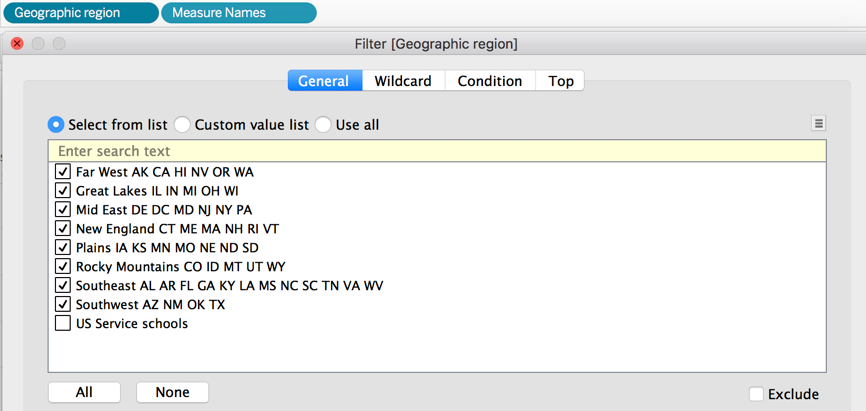 Geographic region Measure Names
Filter [Geographic region]
General Wildcard Condition Top
Select from list Custom value list Use all
Enter search text
Far West AK CA HI NV OR WA
Great Lakes IL IN MI OH WI
Mid East DE DC MD NJ NY PA
New England CT ME MA NH RI VT
Plains IA KS MN MO NE ND SD
Rocky Mountains CO ID MT UT WY
Southeast AL AR FL GA KY LA MS NC SC TN VA WV
Southwest AZ NM OK TX
US Service schools
All None Exclude